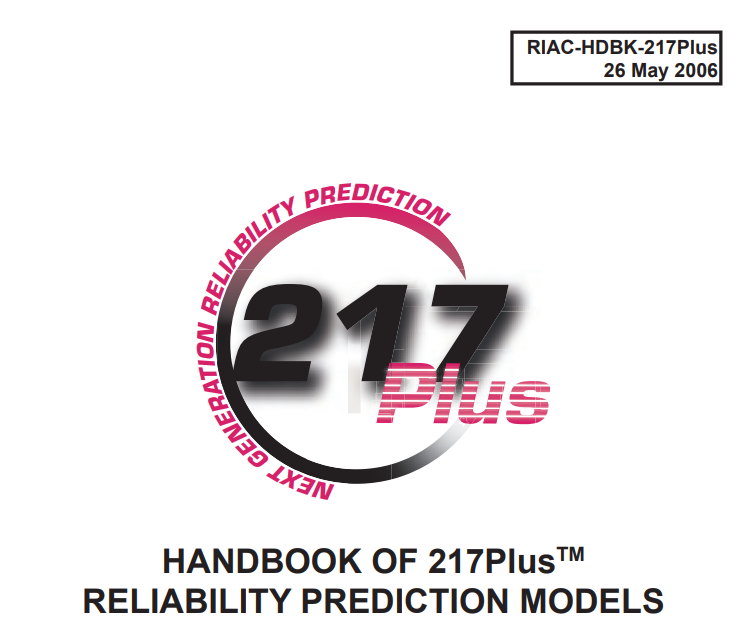 RIAC-HDBK-217Plus
26 May 2006
NEXT GENERATION RELIABILITY PREDICTION
217
Plus
HANDBOOK OF 217Plus™
RELIABILITY PREDICTION MODELS